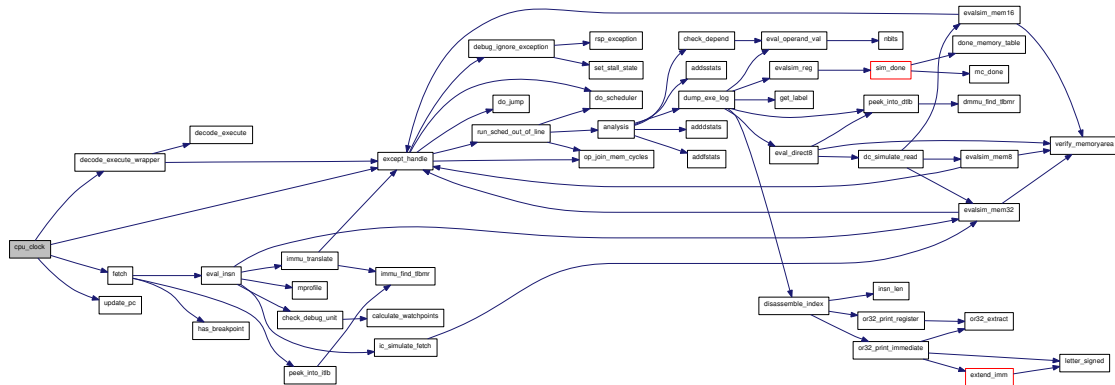 evalsim_mem16
debug_ignore_exception
rsp_exception
check_depend
eval_operand_val
nbits
done_memory_table
set_stall_state
addsstats
evalsim_reg
sim_done
mc_done
do_jump
do_scheduler
dump_exe_log
get_label
peek_into_dtlb
dmmu_find_tlbmr
decode_execute
run_sched_out_of_line
analysis
adddstats
verify_memoryarea
decode_execute_wrapper
except_handle
op_join_mem_cycles
addfstats
eval_direct8
dc_simulate_read
evalsim_mem8
evalsim_mem32
cpu_clock
immu_translate
fetch
eval_insn
immu_find_tlbmr
mprofile
insn_len
update_pc
disassemble_index
has_breakpoint
check_debug_unit
calculate_watchpoints
or32_print_register
or32_extract
ic_simulate_fetch
or32_print_immediate
letter_signed
peek_into_itlb
extend_imm